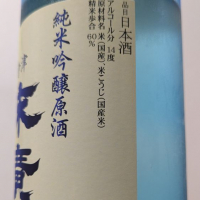 品目 日本酒
アルコール分 14度
原材料名 米(国産)、米こうじ(国産米)
精米歩合 60%
純米吟醸原酒